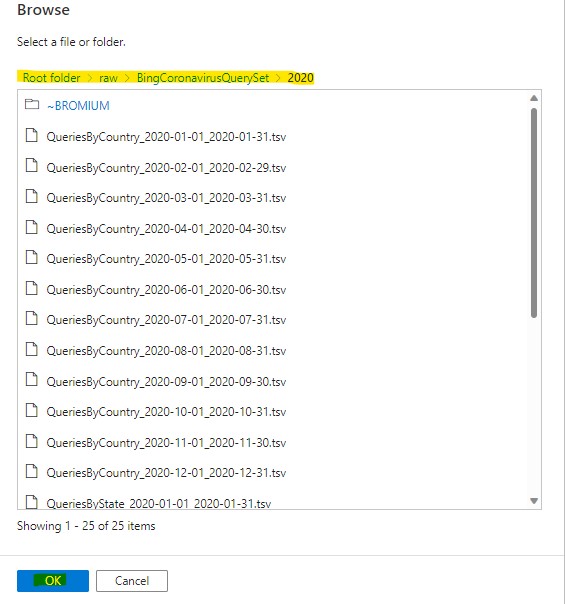 Browse
Select a file or folder.
Root folder > raw > BingCoronavirusQuerySet > 2020
~BROMIUM
QueriesByCountry_2020-01-01_2020-01-31.tsv
QueriesByCountry_2020-02-01_2020-02-29.tsv
QueriesByCountry_2020-03-01_2020-03-31.tsv
QueriesByCountry_2020-04-01_2020-04-30.tsv
QueriesByCountry_2020-05-01_2020-05-31.tsv
QueriesByCountry_2020-06-01_2020-06-30.tsv
QueriesByCountry_2020-07-01_2020-07-31.tsv
QueriesByCountry_2020-08-01_2020-08-31.tsv
QueriesByCountry_2020-09-01_2020-09-30.tsv
QueriesByCountry_2020-10-01_2020-10-31.tsv
QueriesByCountry_2020-11-01_2020-11-30.tsv
QueriesByCountry_2020-12-01_2020-12-31.tsv
QueriesByState_2020-01-01_2020-01-31.tsv
Showing 1 - 25 of 25 items
OK
Cancel